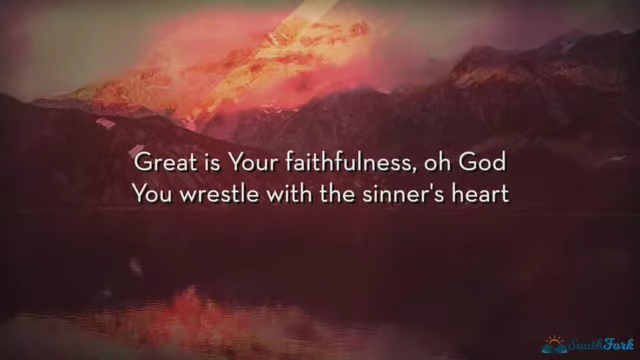 Great is Your faithfulness, oh God
You wrestle with the sinner's heart
SouthFork